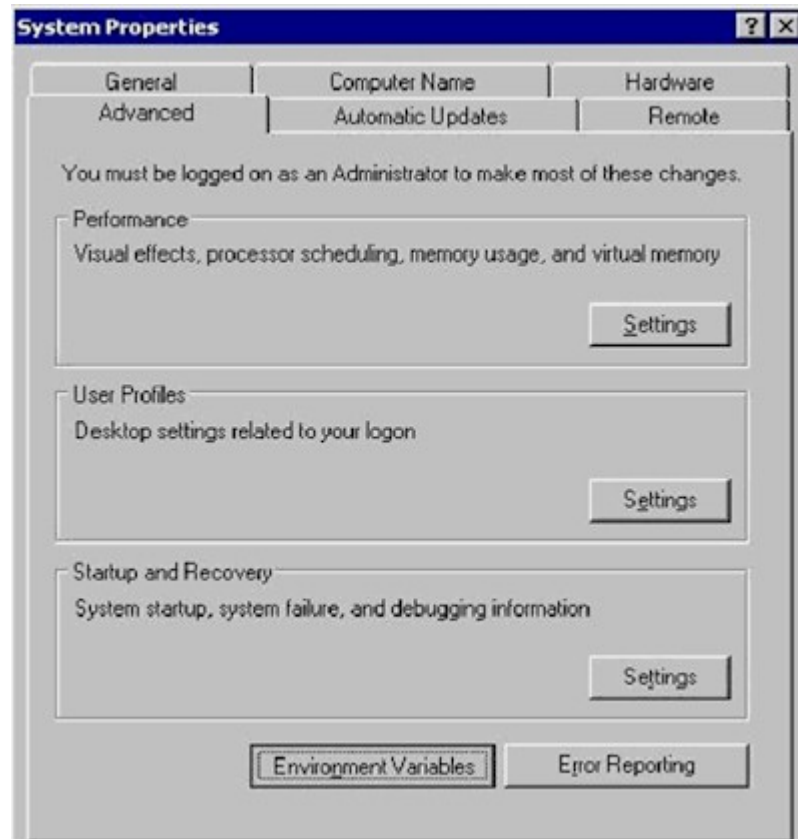 System Properties
General
Computer Name
Hardware
Advanced
Automatic Updates
Remote
You must be logged on as an Administrator to make most of these changes.
Performance
Visual effects, processor scheduling, memory usage, and virtual memory
Settings
User Profiles
Desktop settings related to your logon
Settings
Startup and Recovery
System startup, system failure, and debugging information
Settings
Environment Variables
Error Reporting